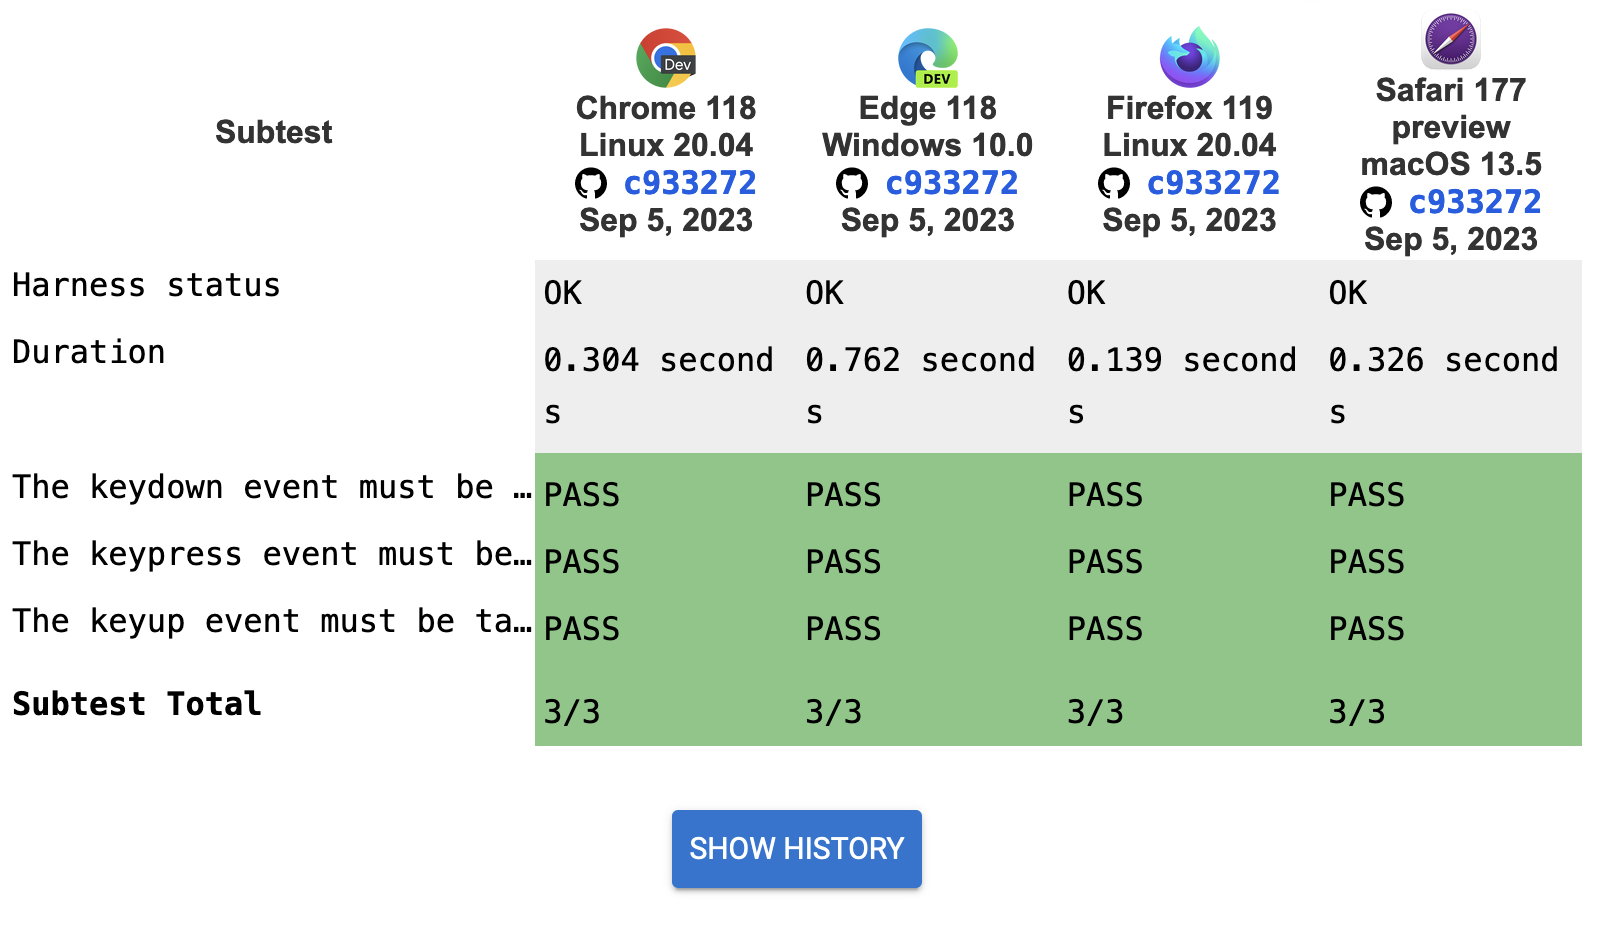 Subtest
Dev
Chrome 118
Linux 20.04
c933272
Sep 5, 2023
DEV
Edge 118
Windows 10.0
c933272
Sep 5, 2023
Firefox 119
Linux 20.04
c933272
Sep 5, 2023
Safari 177
preview
macOS 13.5
c933272
Sep 5, 2023
Harness status OK OK OK OK
Duration 0.304 second 0.762 second 0.139 second 0.326 second
s s s s
The keydown event must be … PASS PASS PASS PASS
The keypress event must be… PASS PASS PASS PASS
The keyup event must be ta… PASS PASS PASS PASS
Subtest Total 3/3 3/3 3/3 3/3
SHOW HISTORY